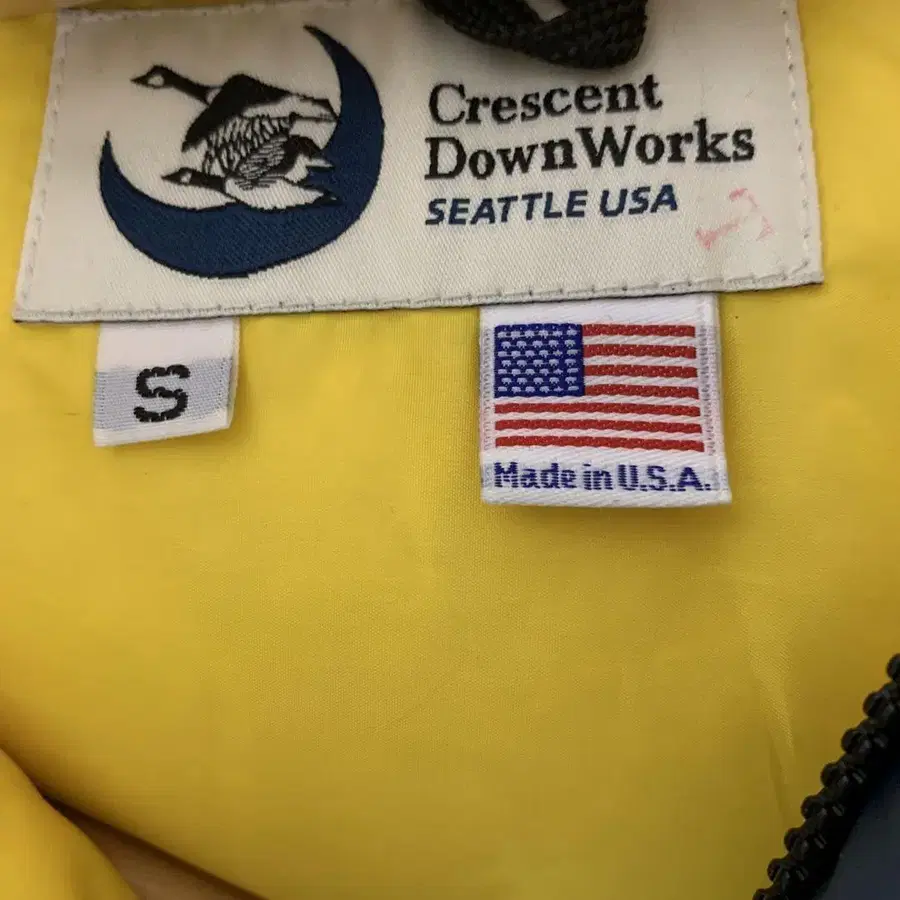 Crescent
DownWorks
SEATTLE USA
S
Made in U.S.A.